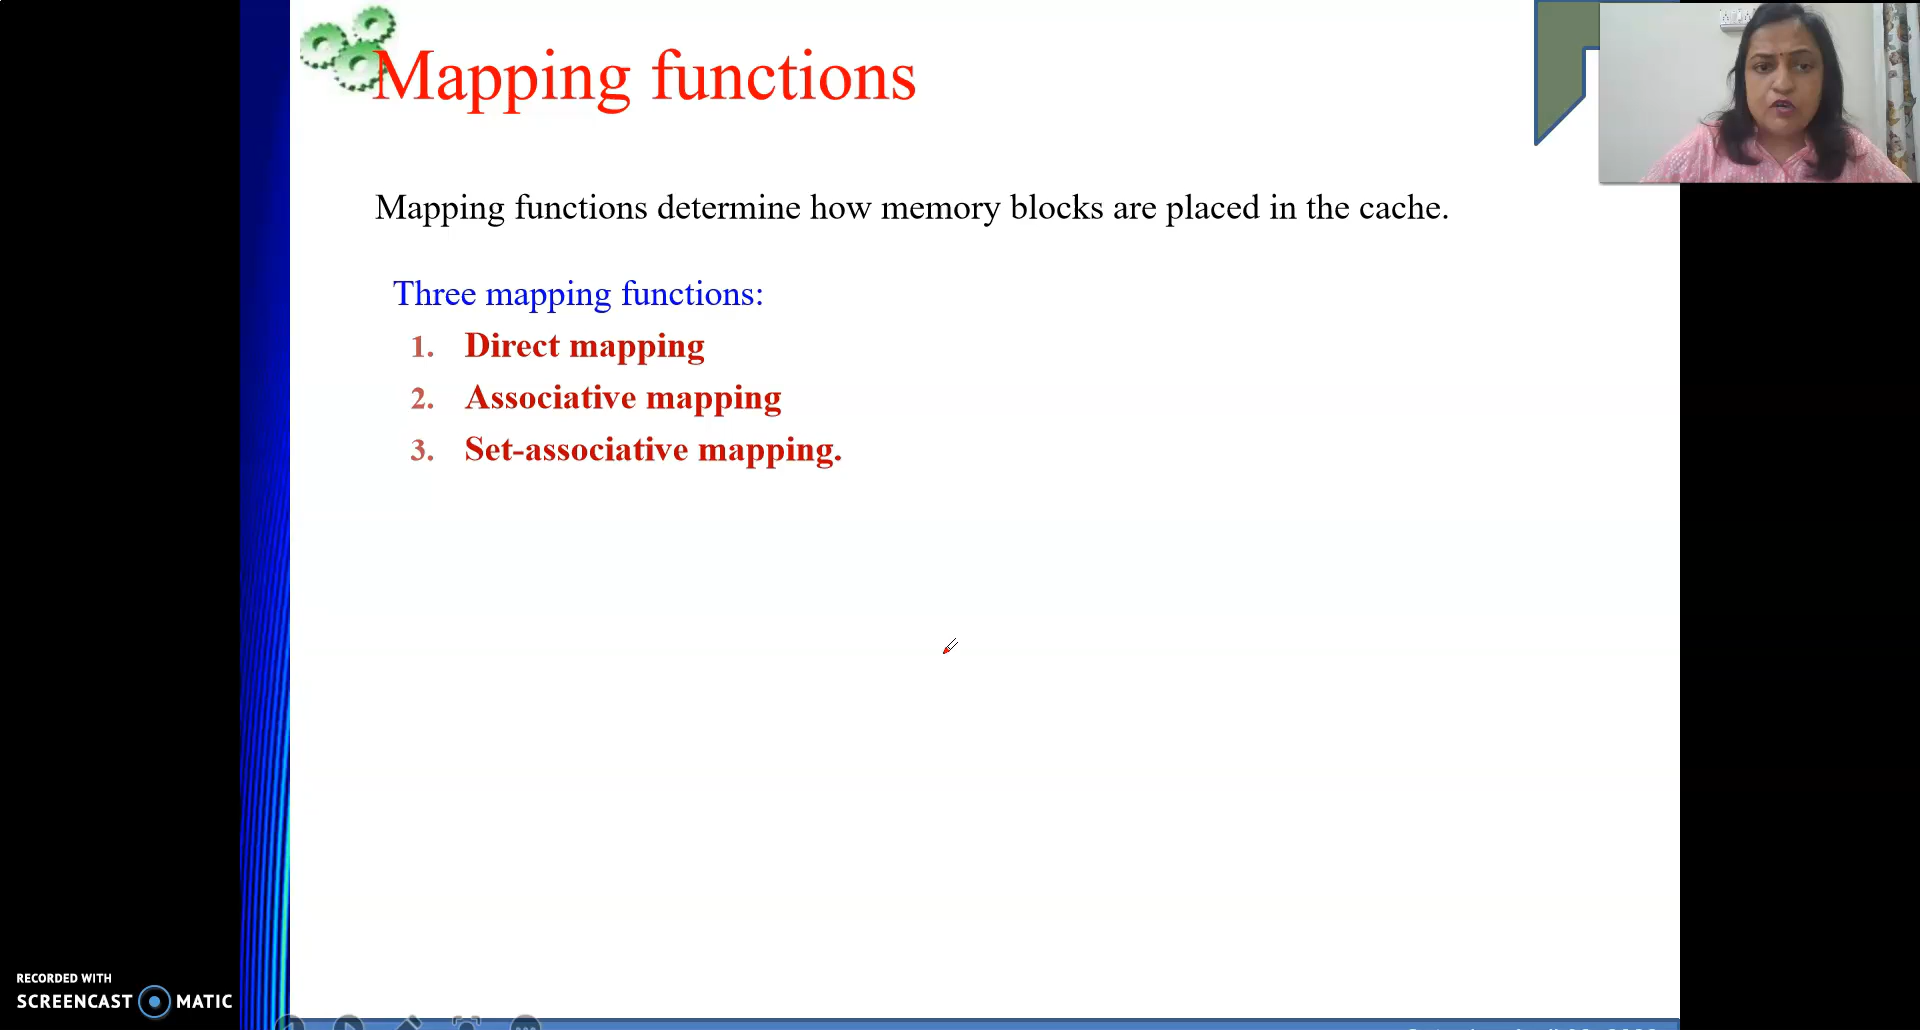 Mapping functions
Mapping functions determine how memory blocks are placed in the cache.
Three mapping functions:
1. Direct mapping
2. Associative mapping
3. Set-associative mapping.
RECORDED WITH
SCREENCAST MATIC